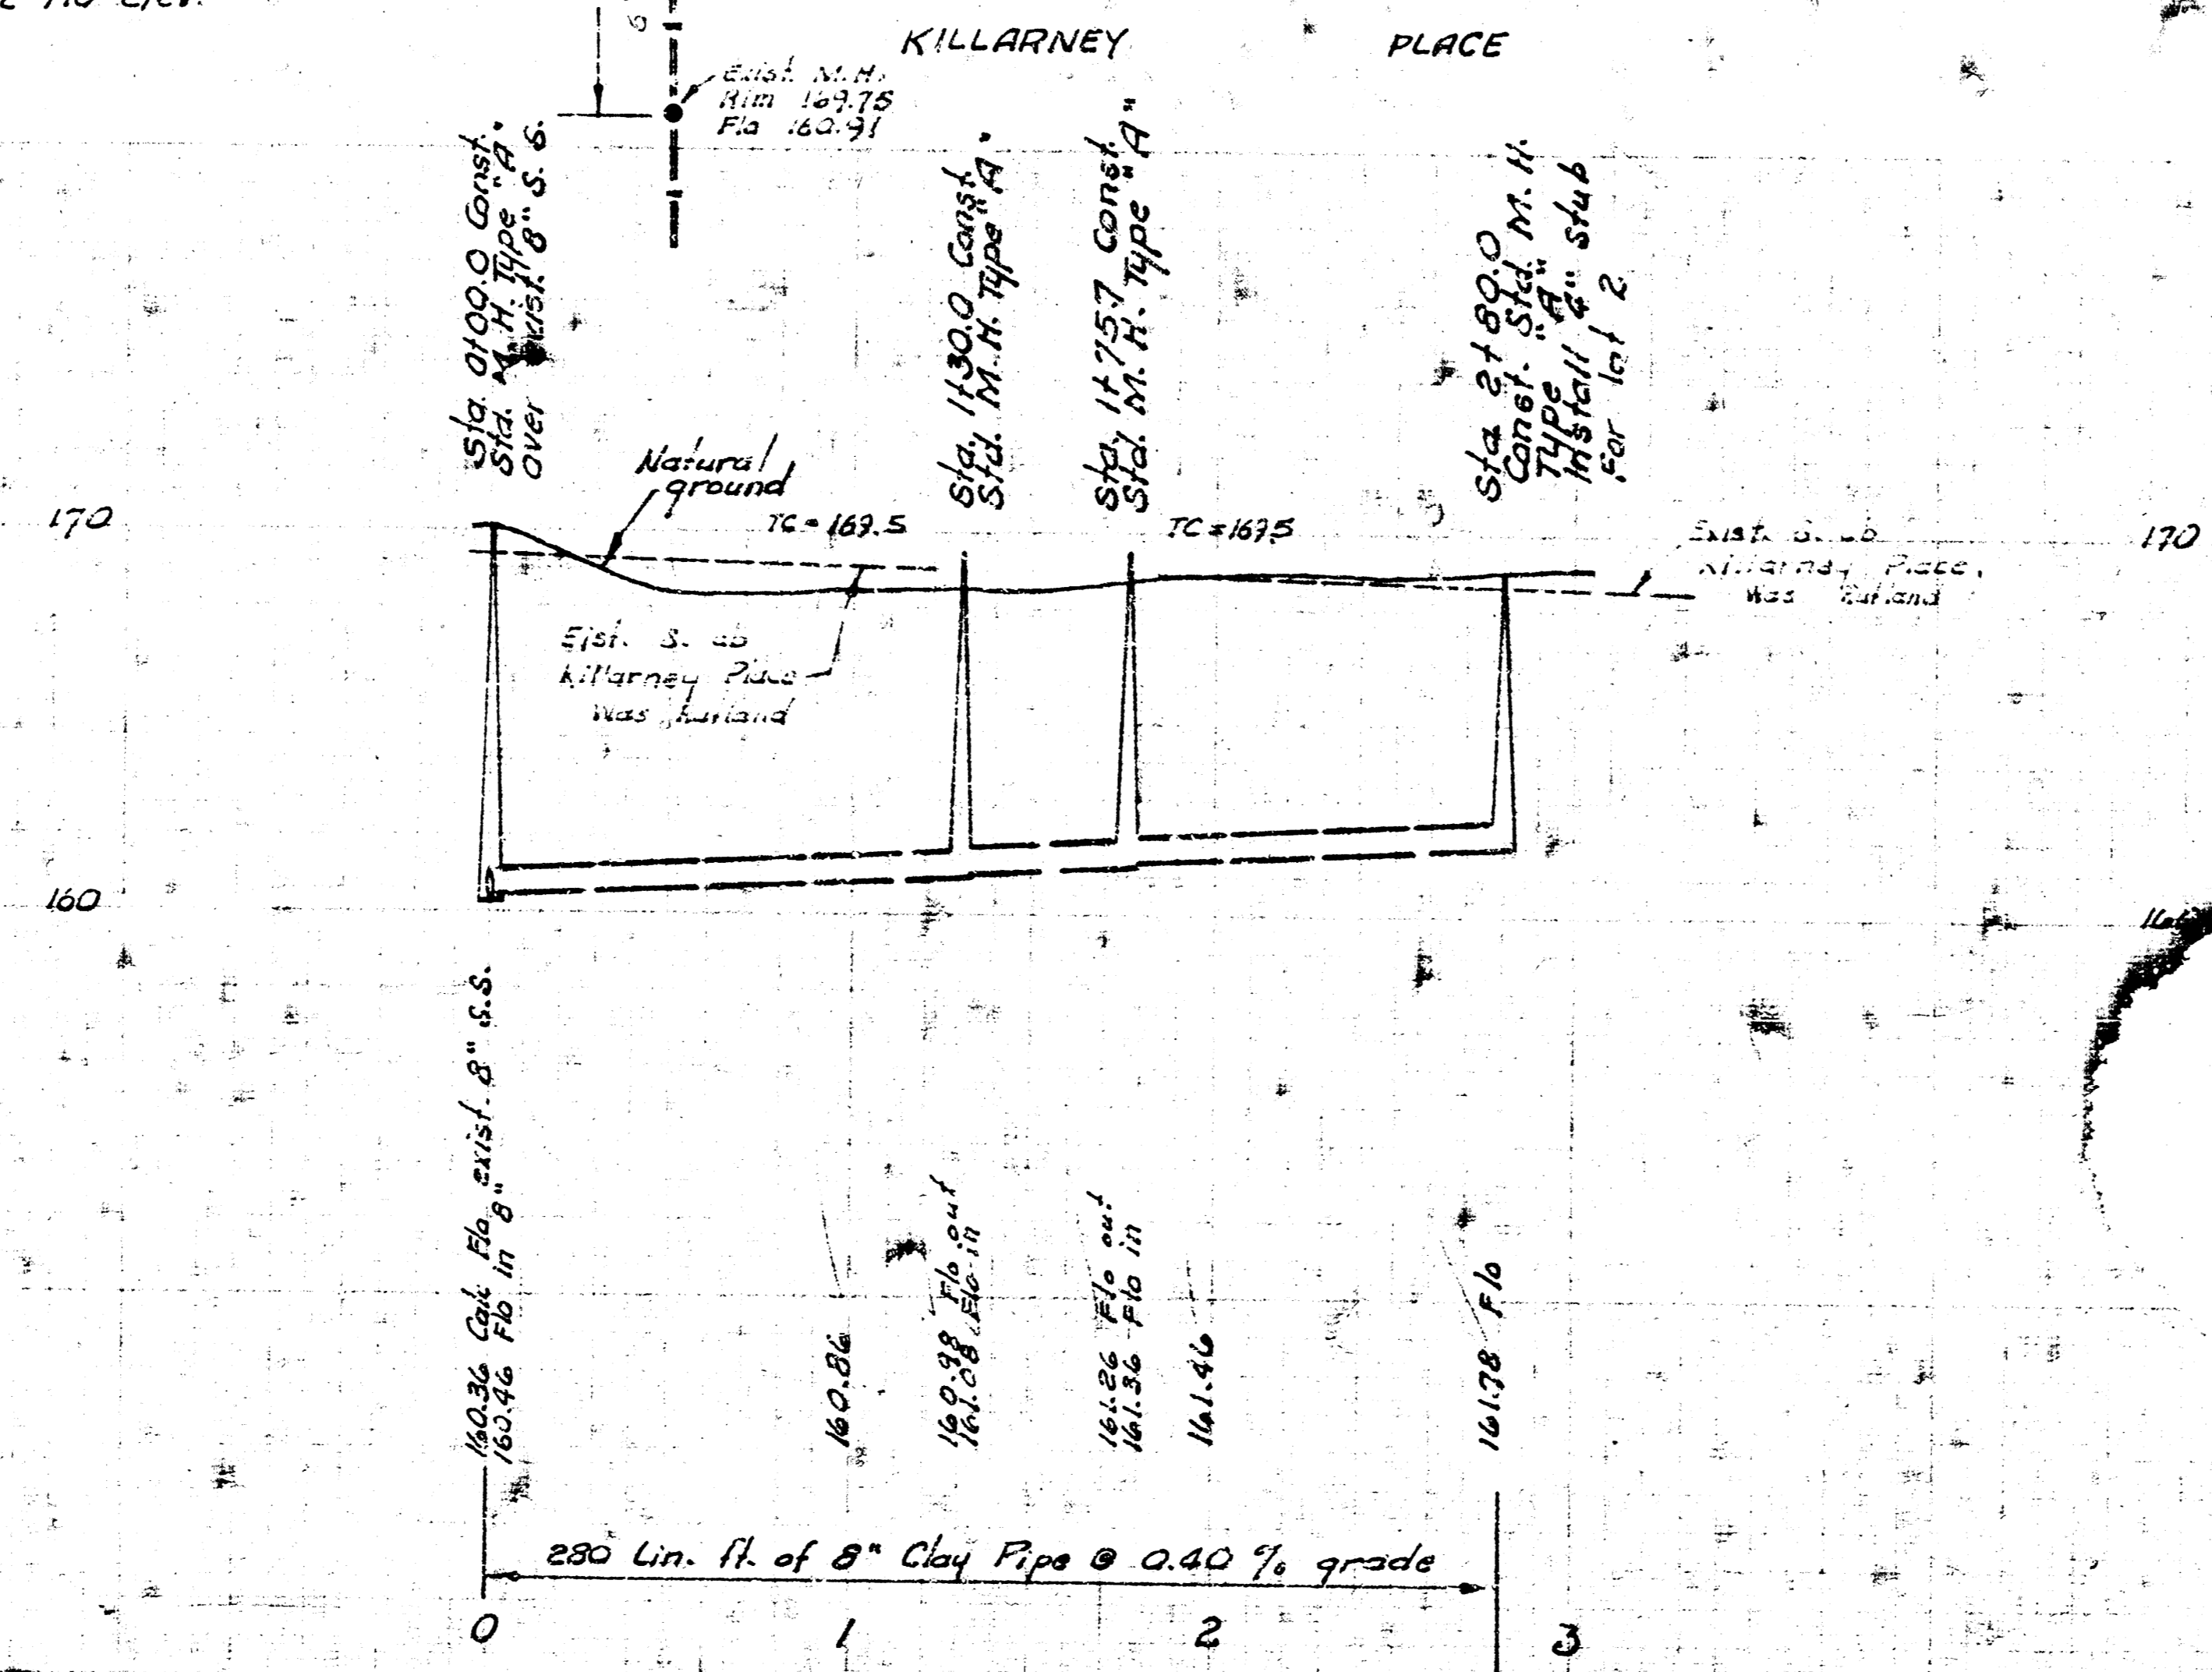 KILLARNEY PLACE
Exist. M.H.
Rim 169.75
Flo 160.91
Sta. 0+00.0 Const.
Std. M.H. Type "A"
over exist. 8" S.S.
Sta. 1+30.0 Const.
Std. M.H. Type "A"
Sta. 1+75.7 Const.
Std. M.H. Type "A"
Sta 2+80.0
Const. Std. M.H.
Type "A"
Install 4" Stub
For lot 2
Natural
ground
170
TC = 169.5
TC = 169.5
170
Killarney Place,
Was Rutland
Killarney Place
Was Rutland
160
160.36 Calc Flo exist. 8" S.S.
160.46 Flo in 8"
160.86
160.98 Flo out
161.08 Flo in
161.26 Flo out
161.36 Flo in
161.46
161.78 Flo
280 Lin. ft. of 8" Clay Pipe @ 0.40 % grade
0 1 2 3